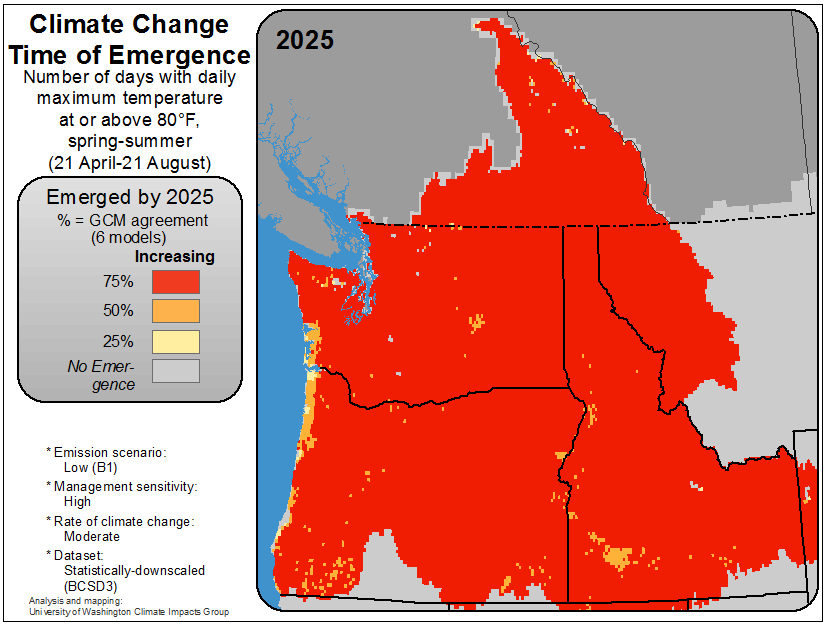 Climate Change
Time of Emergence
Number of days with daily
maximum temperature
at or above 80°F,
spring-summer
(21 April-21 August)
Emerged by 2025
% = GCM agreement
(6 models)
Increasing
75%
50%
25%
No Emer-
gence
* Emission scenario:
Low (B1)
* Management sensitivity:
High
* Rate of climate change:
Moderate
* Dataset:
Statistically-downscaled
(BCSD3)
Analysis and mapping:
University of Washington Climate Impacts Group
2025